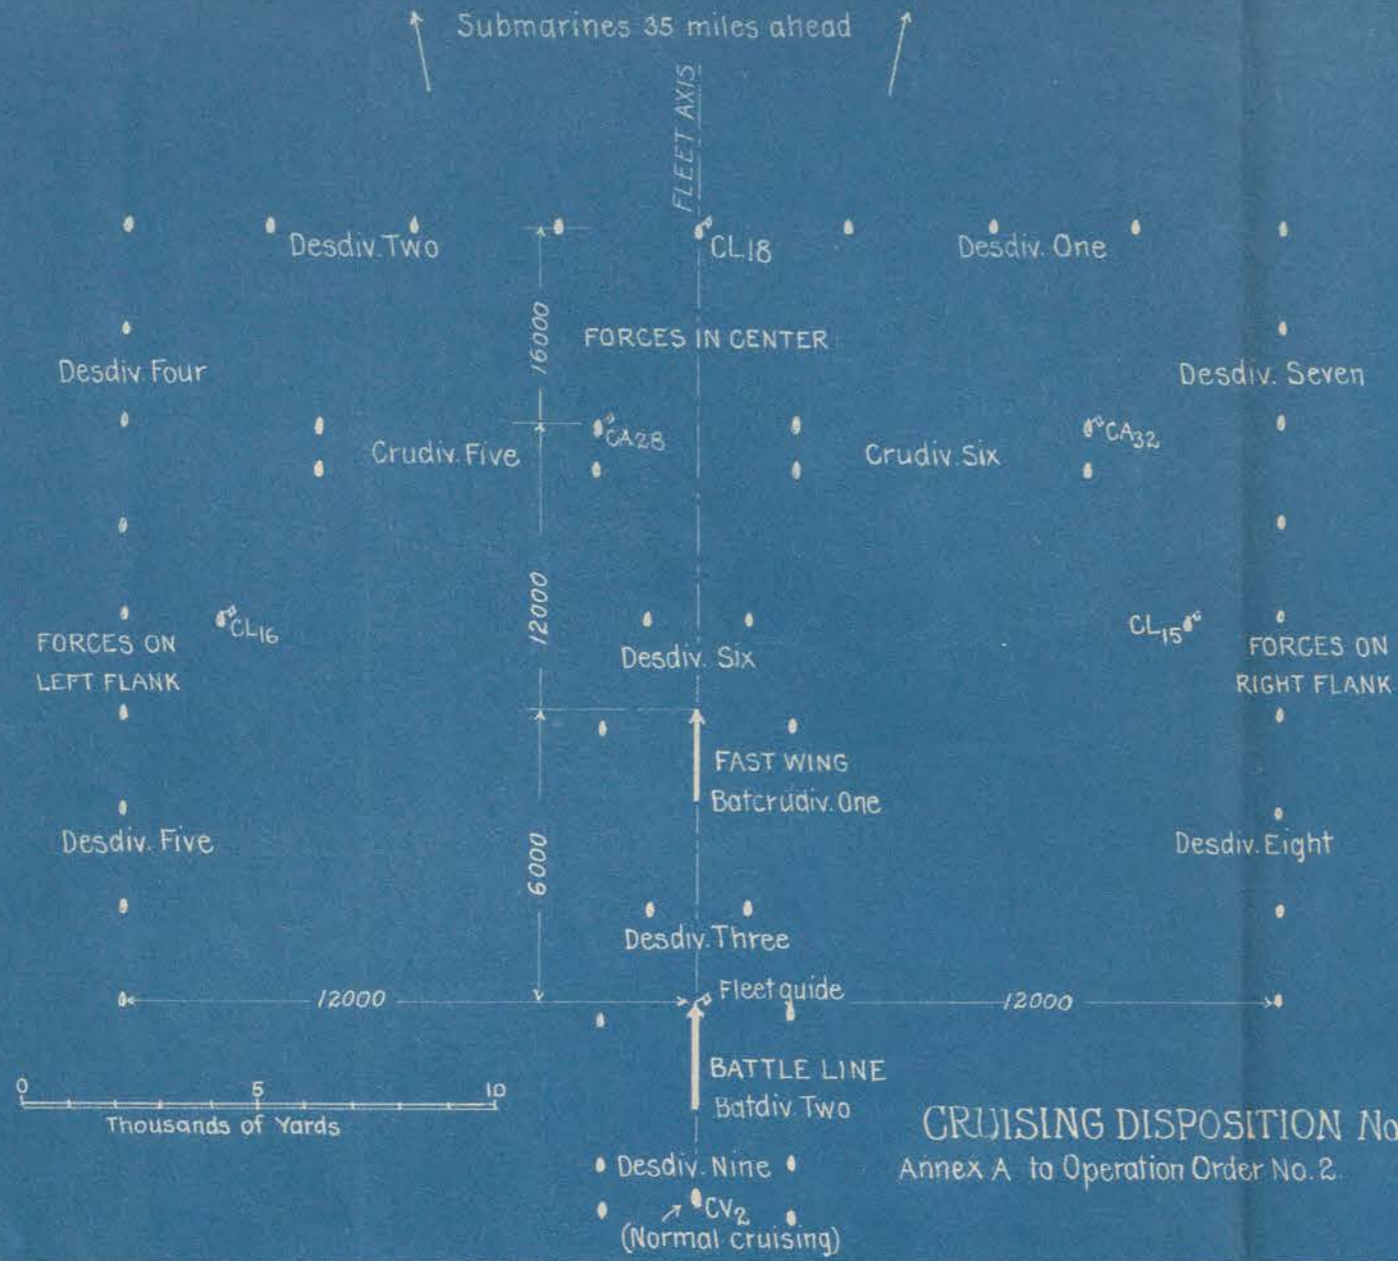 Submarines 35 miles ahead
FLEET AXIS
Desdiv. Two
CL18
Desdiv. One
16000
FORCES IN CENTER
Desdiv. Four
Desdiv. Seven
Crudiv. Five
CA28
Crudiv. Six
CA32
12000
CL16
CL15
FORCES ON
LEFT FLANK
Desdiv. Six
FORCES ON
RIGHT FLANK
FAST WING
Batcrudiv. One
6000
Desdiv. Five
Desdiv. Eight
Desdiv. Three
12000
Fleet guide
12000
BATTLE LINE
Batdiv. Two
0 5 10
Thousands of Yards
CRUISING DISPOSITION No
Annex A to Operation Order No. 2.
Desdiv. Nine
CV2
(Normal cruising)